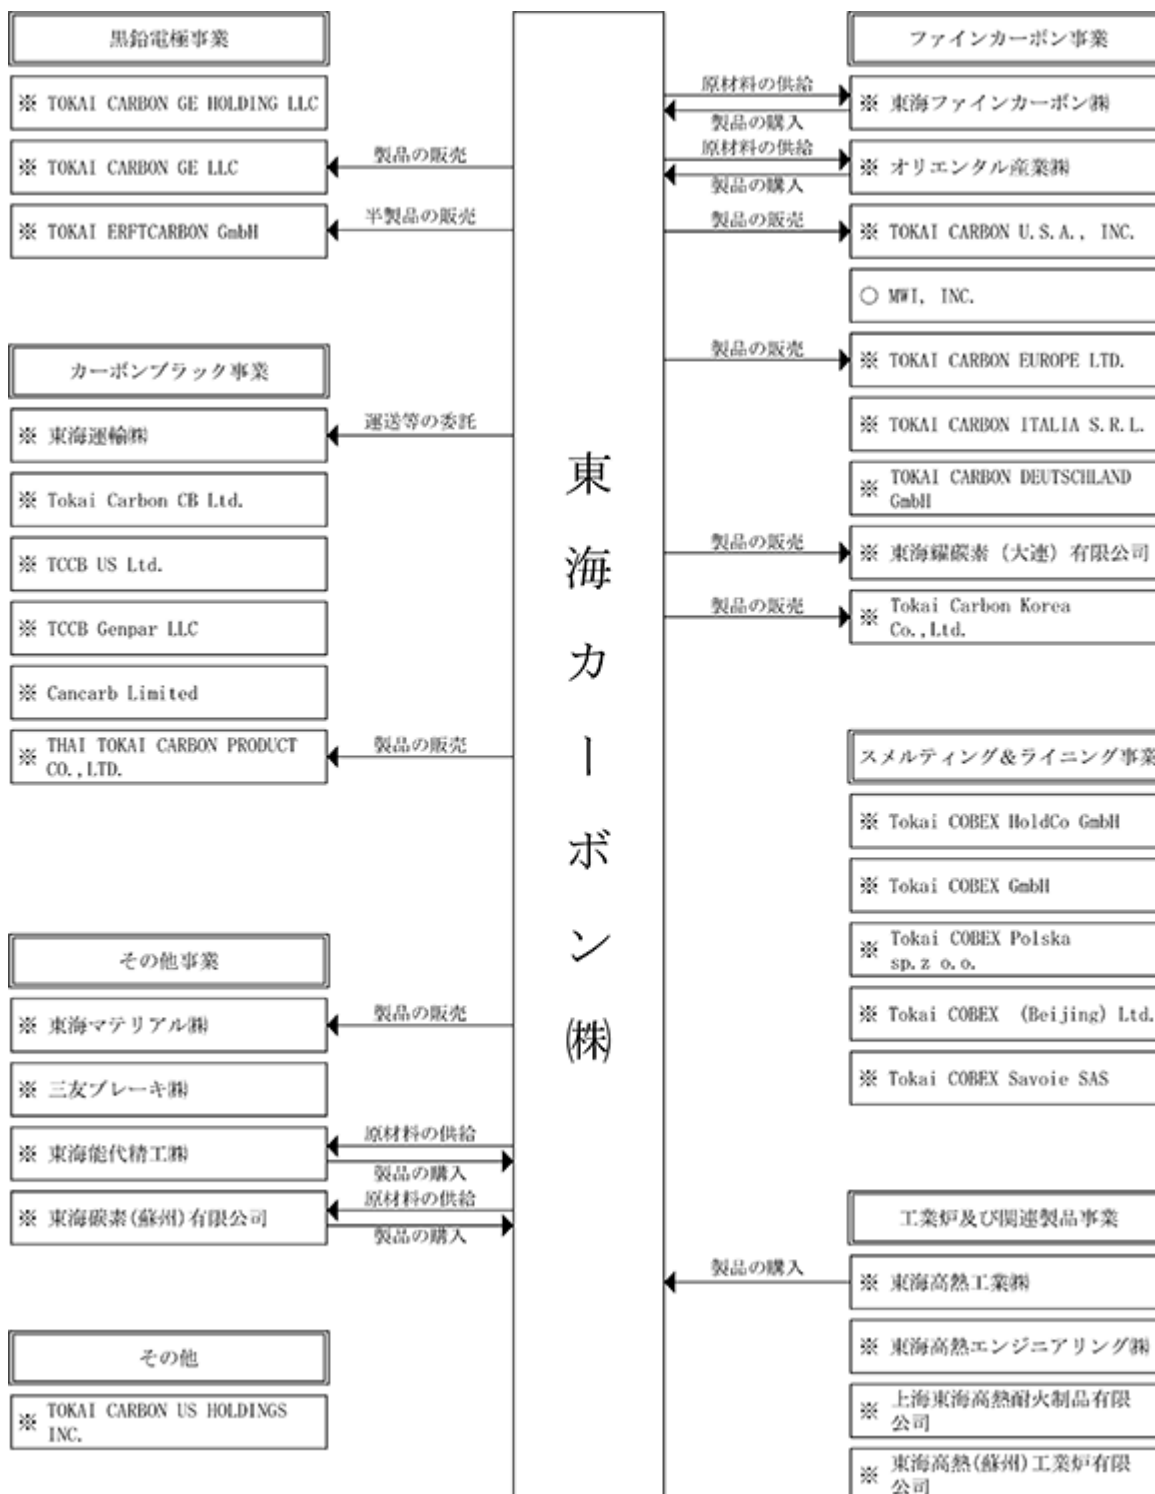 黒鉛電極事業
※ TOKAI CARBON GE HOLDING LLC
※ TOKAI CARBON GE LLC
製品の販売
※ TOKAI ERFTCARBON GmbH
半製品の販売
カーボンブラック事業
※ 東海運輸㈱
運送等の委託
※ Tokai Carbon CB Ltd.
※ TCCB US Ltd.
※ TCCB Genpar LLC
※ Cancarb Limited
※ THAI TOKAI CARBON PRODUCT
CO.,LTD.
製品の販売
その他事業
※ 東海マテリアル㈱
製品の販売
※ 三友ブレーキ㈱
※ 東海能代精工㈱
原材料の供給
製品の購入
※ 東海碳素(蘇州)有限公司
原材料の供給
製品の購入
その他
※ TOKAI CARBON US HOLDINGS
INC.
東海カーボン㈱
ファインカーボン事業
原材料の供給
※ 東海ファインカーボン㈱
製品の購入
原材料の供給
※ オリエンタル産業㈱
製品の購入
製品の販売
※ TOKAI CARBON U.S.A., INC.
○ MWI, INC.
製品の販売
※ TOKAI CARBON EUROPE LTD.
※ TOKAI CARBON ITALIA S.R.L.
※ TOKAI CARBON DEUTSCHLAND
GmbH
製品の販売
※ 東海耀碳素（大連）有限公司
製品の販売
※ Tokai Carbon Korea
Co.,Ltd.
スメルティング＆ライニング事業
※ Tokai COBEX HoldCo GmbH
※ Tokai COBEX GmbH
※ Tokai COBEX Polska
sp.z o.o.
※ Tokai COBEX (Beijing) Ltd.
※ Tokai COBEX Savoie SAS
工業炉及び関連製品事業
製品の購入
※ 東海高熱工業㈱
※ 東海高熱エンジニアリング㈱
※ 上海東海高熱耐火制品有限
公司
※ 東海高熱(蘇州)工業炉有限
公司